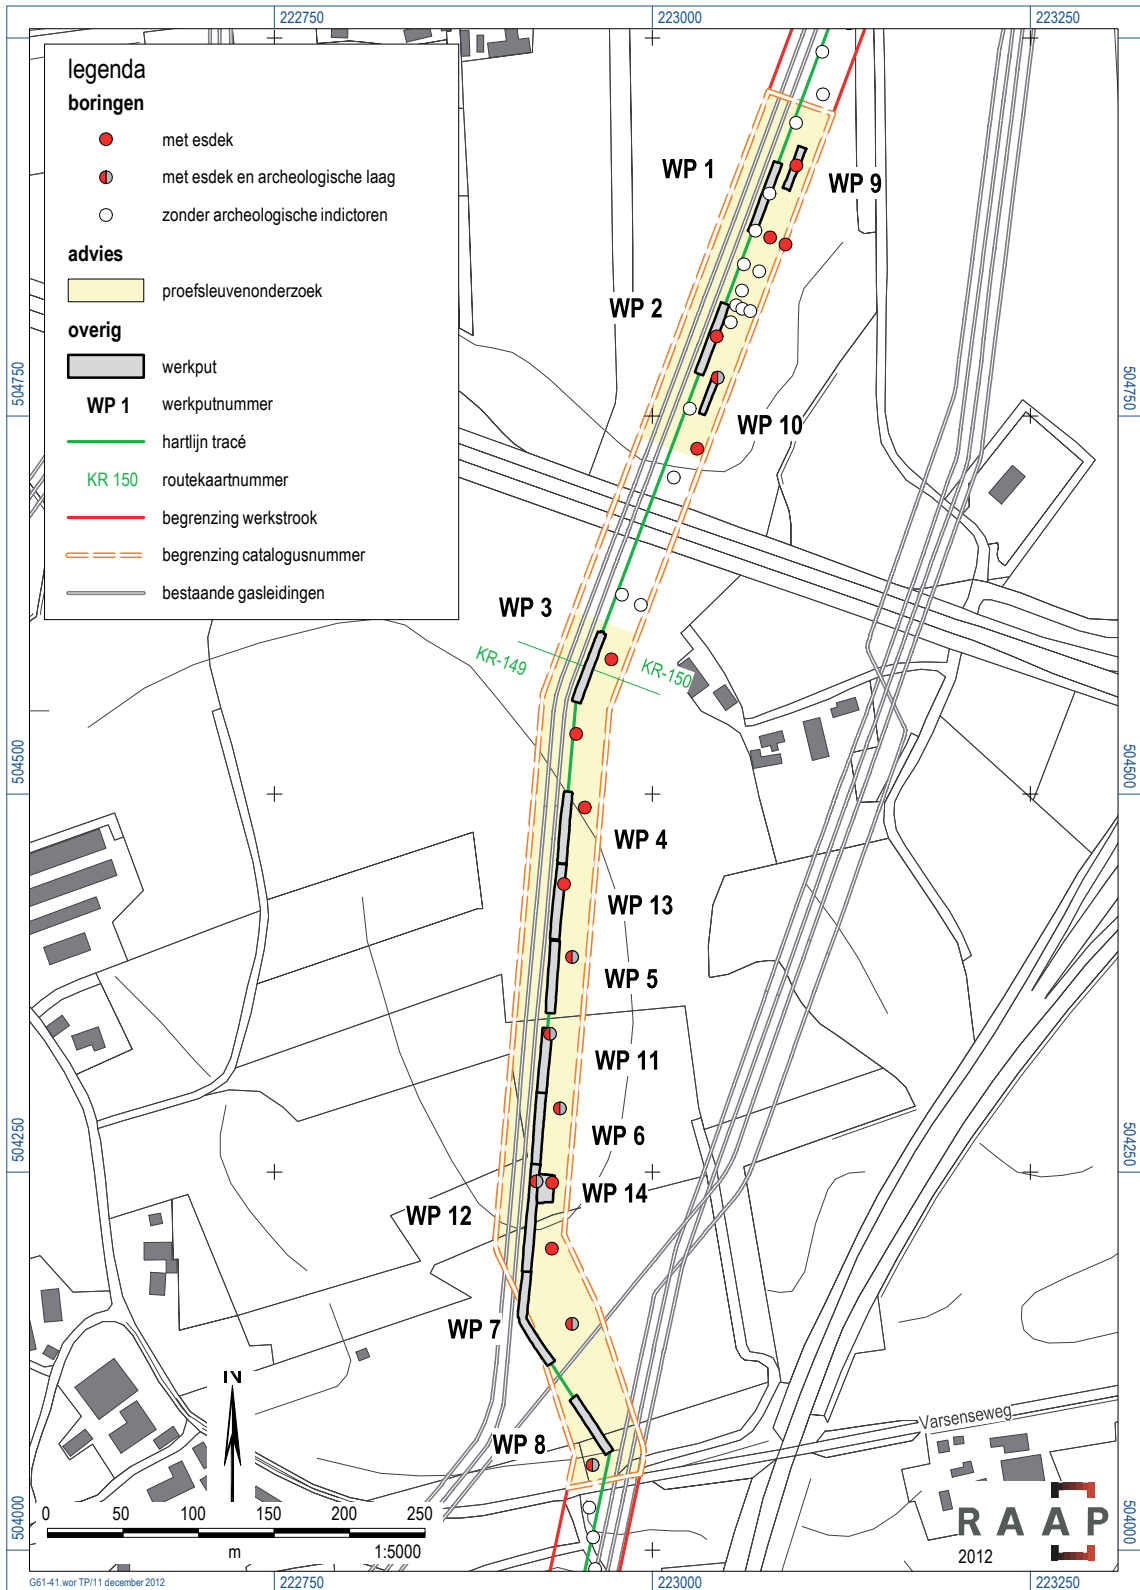 222750
223000
223250
legenda
boringen
met esdek
met esdek en archeologische laag
zonder archeologische indictoren
advies
proefsleuvenonderzoek
overig
werkput
WP 1
werkputnummer
hartlijn tracé
KR 150
routekaartnummer
begrenzing werkstrook
begrenzing catalogusnummer
bestaande gasleidingen
WP 1
WP 9
WP 2
WP 10
504750
504750
WP 3
KR-149
KR-150
504500
504500
WP 4
WP 13
WP 5
WP 11
WP 6
504250
504250
WP 14
WP 12
WP 7
N
WP 8
Varsenseweg
0 50 100 150 200 250
m
1:5000
504000
504000
RAAP
2012
G61-41.wor TP/11 december 2012
222750
223000
223250